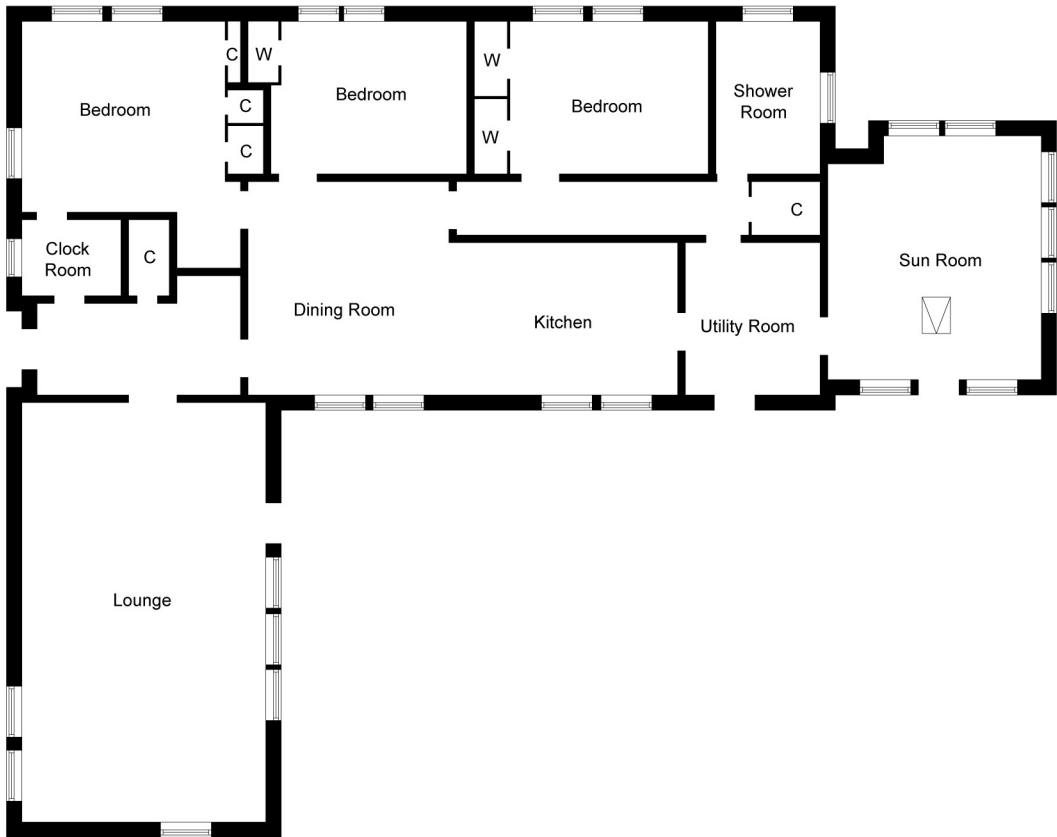 C
W
W
Bedroom
Bedroom
Bedroom
Shower
Room
C
C
W
C
Clock
Room
C
Sun Room
Dining Room
Kitchen
Utility Room
Lounge